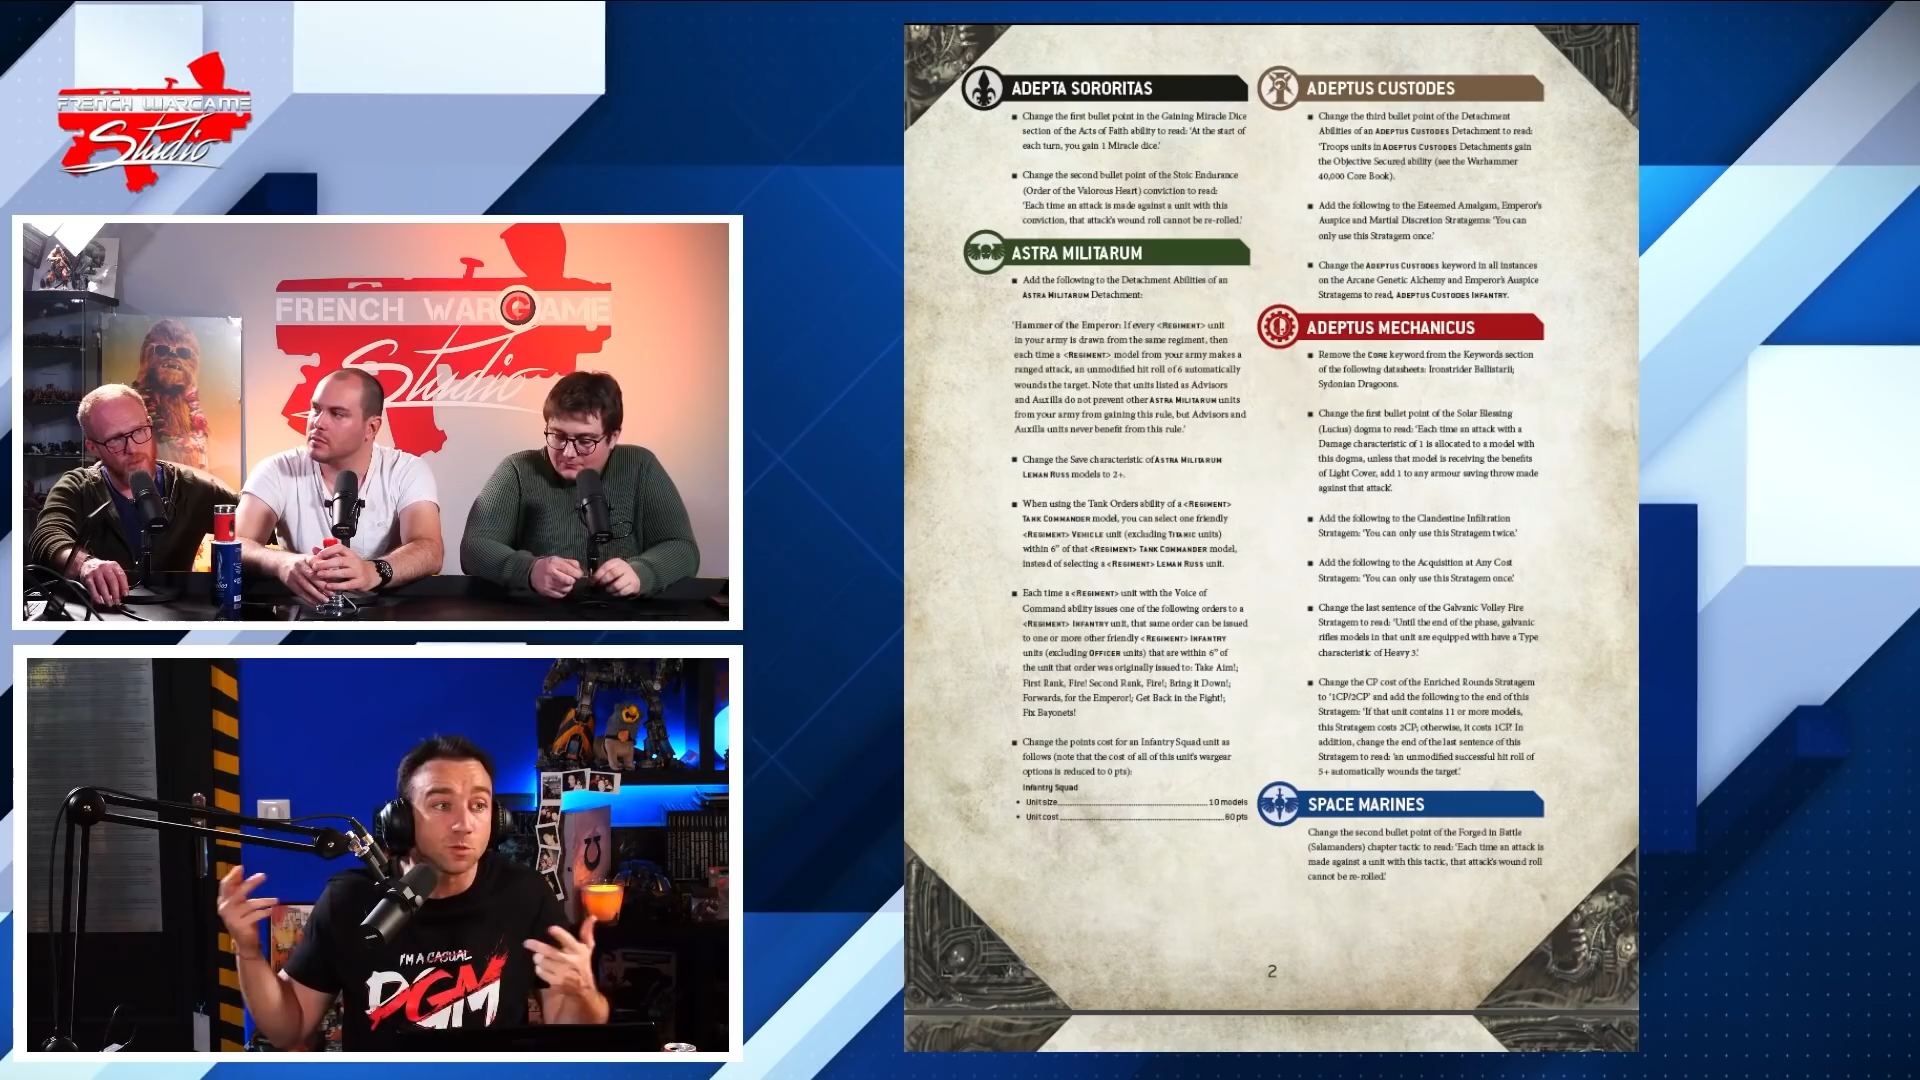 FRENCH WARGAME
Studio
FRENCH WARGAME
Studio
I'M A CASUAL
PGM
ADEPTA SORORITAS
■ Change the first bullet point in the Gaining Miracle Dice
section of the Acts of Faith ability to read: 'At the start of
each turn, you gain 1 Miracle dice.'
■ Change the second bullet point of the Stoic Endurance
(Order of the Valorous Heart) conviction to read:
'Each time an attack is made against a unit with this
conviction, that attack's wound roll cannot be re-rolled.'
ASTRA MILITARUM
■ Add the following to the Detachment Abilities of an
ASTRA MILITARUM Detachment:
'Hammer of the Emperor: If every <REGIMENT> unit
in your army is drawn from the same regiment, then
each time a <REGIMENT> model from your army makes a
ranged attack, an unmodified hit roll of 6 automatically
wounds the target. Note that units listed as Advisors
and Auxilla do not prevent other ASTRA MILITARUM units
from your army from gaining this rule, but Advisors and
Auxilla units never benefit from this rule.'
■ Change the Save characteristic of ASTRA MILITARUM
LEMAN RUSS models to 2+.
■ When using the Tank Orders ability of a <REGIMENT>
TANK COMMANDER model, you can select one friendly
<REGIMENT> VEHICLE unit (excluding TITANIC units)
within 6" of that <REGIMENT> TANK COMMANDER model,
instead of selecting a <REGIMENT> LEMAN RUSS unit.
■ Each time a <REGIMENT> unit with the Voice of
Command ability issues one of the following orders to a
<REGIMENT> INFANTRY unit, that same order can be issued
to one or more other friendly <REGIMENT> INFANTRY
units (excluding OFFICER units) that are within 6" of
the unit that order was originally issued to: Take Aim!;
First Rank, Fire! Second Rank, Fire!; Bring it Down!;
Forwards, for the Emperor!; Get Back in the Fight!;
Fix Bayonets!
■ Change the points cost for an Infantry Squad unit as
follows (note that the cost of all of this unit's wargear
options is reduced to 0 pts):
Infantry Squad
• Unit size 10 models
• Unit cost 60 pts
ADEPTUS CUSTODES
■ Change the third bullet point of the Detachment
Abilities of an ADEPTUS CUSTODES Detachment to read:
'Troops units in ADEPTUS CUSTODES Detachments gain
the Objective Secured ability (see the Warhammer
40,000 Core Book).
■ Add the following to the Esteemed Amalgam, Emperor's
Auspice and Martial Discretion Stratagems: 'You can
only use this Stratagem once.'
■ Change the ADEPTUS CUSTODES keyword in all instances
on the Arcane Genetic Alchemy and Emperor's Auspice
Stratagems to read, ADEPTUS CUSTODES INFANTRY.
ADEPTUS MECHANICUS
■ Remove the CORE keyword from the Keywords section
of the following datasheets: Ironstrider Ballistarii;
Sydonian Dragoons.
■ Change the first bullet point of the Solar Blessing
(Lucius) dogma to read: 'Each time an attack with a
Damage characteristic of 1 is allocated to a model with
this dogma, unless that model is receiving the benefits
of Light Cover, add 1 to any armour saving throw made
against that attack'.
■ Add the following to the Clandestine Infiltration
Stratagem: 'You can only use this Stratagem twice.'
■ Add the following to the Acquisition at Any Cost
Stratagem: 'You can only use this Stratagem once.'
■ Change the last sentence of the Galvanic Volley Fire
Stratagem to read: 'Until the end of the phase, galvanic
rifles models in that unit are equipped with have a Type
characteristic of Heavy 3.'
■ Change the CP cost of the Enriched Rounds Stratagem
to '1CP/2CP' and add the following to the end of this
Stratagem: 'If that unit contains 11 or more models,
this Stratagem costs 2CP; otherwise, it costs 1CP.' In
addition, change the end of the last sentence of this
Stratagem to read: 'an unmodified successful hit roll of
5+ automatically wounds the target.'
SPACE MARINES
Change the second bullet point of the Forged in Battle
(Salamanders) chapter tactic to read: 'Each time an attack is
made against a unit with this tactic, that attack's wound roll
cannot be re-rolled.'
2